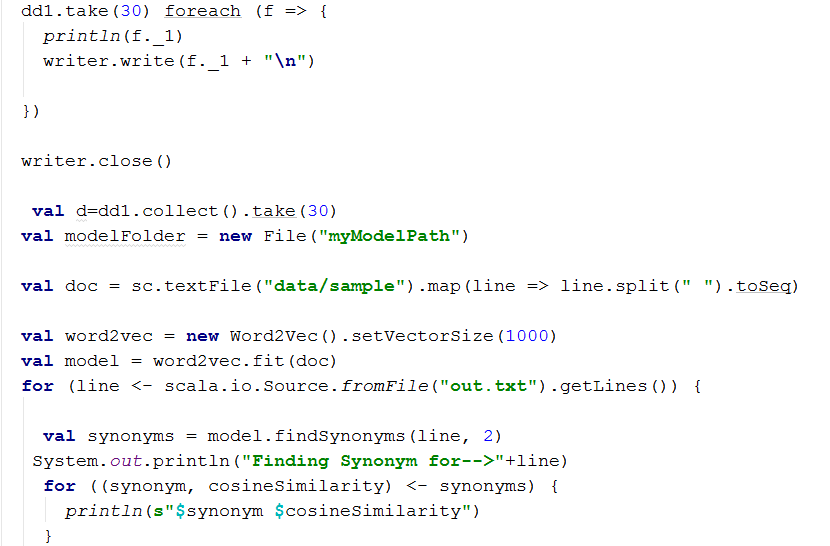 dd1.take(30) foreach (f => {
  println(f._1)
  writer.write(f._1 + "\n")
})
writer.close()
 val d=dd1.collect().take(30)
val modelFolder = new File("myModelPath")
val doc = sc.textFile("data/sample").map(line => line.split(" ").toSeq)
val word2vec = new Word2Vec().setVectorSize(1000)
val model = word2vec.fit(doc)
for (line <- scala.io.Source.fromFile("out.txt").getLines()) {
  val synonyms = model.findSynonyms(line, 2)
 System.out.println("Finding Synonym for-->"+line)
  for ((synonym, cosineSimilarity) <- synonyms) {
    println(s"$synonym $cosineSimilarity")
  }